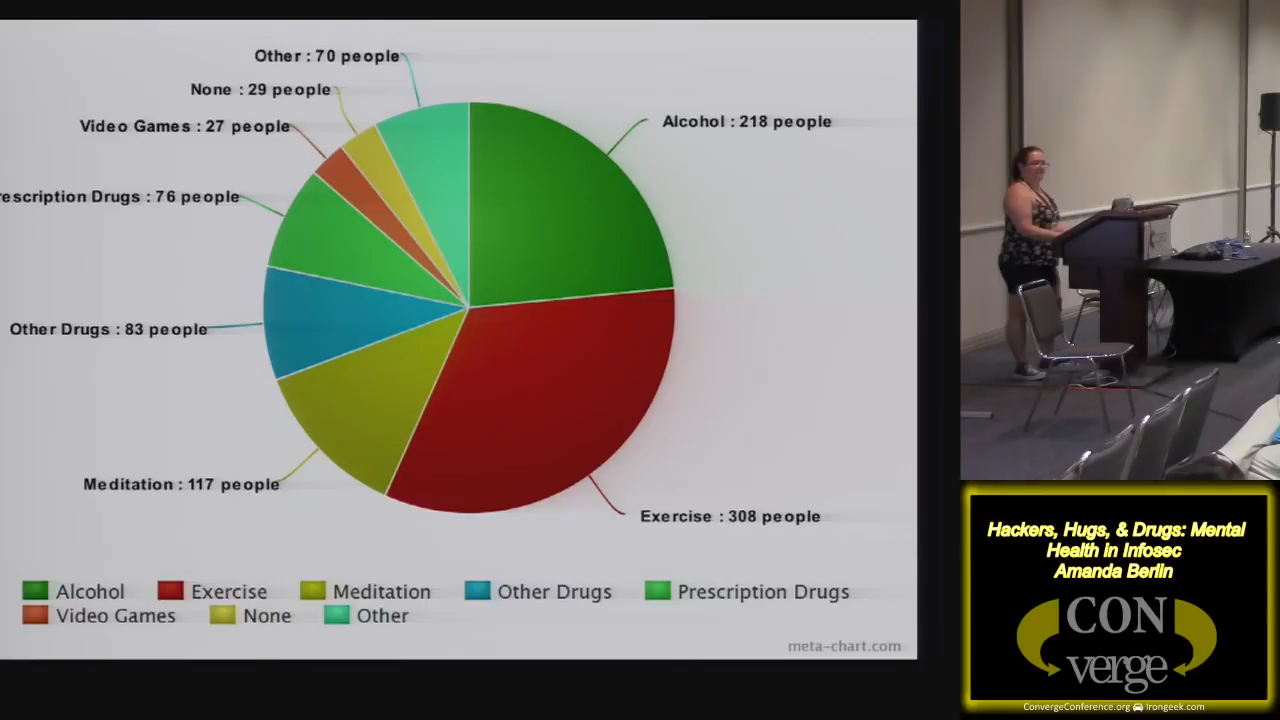 Other : 70 people
None : 29 people
Video Games : 27 people
Alcohol : 218 people
rescription Drugs : 76 people
Other Drugs : 83 people
Meditation : 117 people
Exercise : 308 people
Alcohol Exercise Meditation Other Drugs Prescription Drugs
Video Games None Other
meta-chart.com
Hackers, Hugs, & Drugs: Mental
Health in Infosec
Amanda Berlin
CON
verge
ConvergeConference.org Irongeek.com